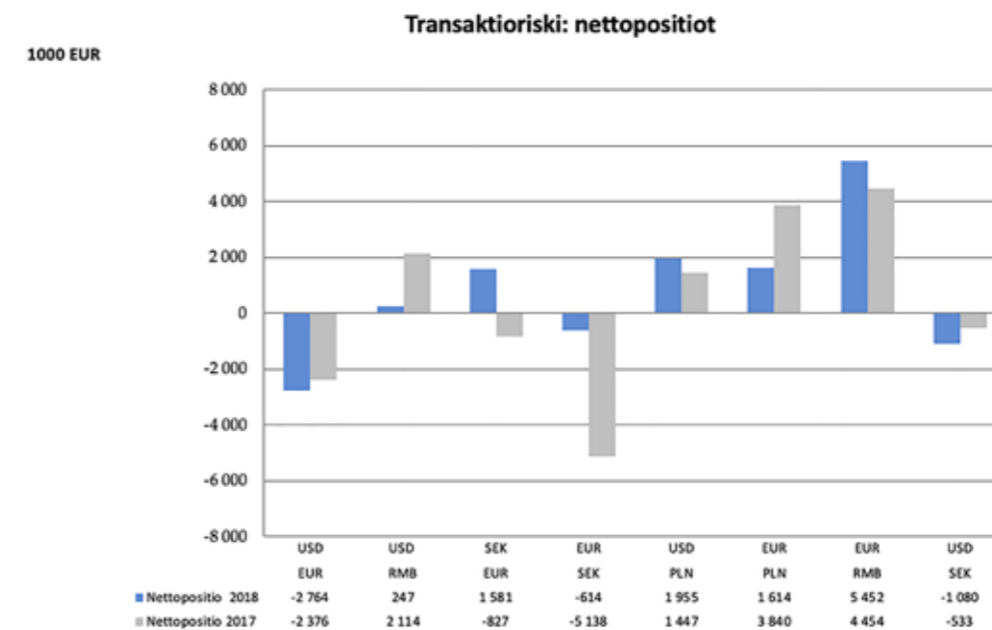 Transaktioriski: nettopositiot
1000 EUR
8 000
6 000
4 000
2 000
0
-2 000
-4 000
-6 000
-8 000
USD USD SEK EUR USD EUR EUR USD
EUR RMB EUR SEK PLN PLN RMB SEK
Nettopositio 2018 -2 764 247 1 581 -614 1 955 1 614 5 452 -1 080
Nettopositio 2017 -2 376 2 114 -827 -5 138 1 447 3 840 4 454 -533